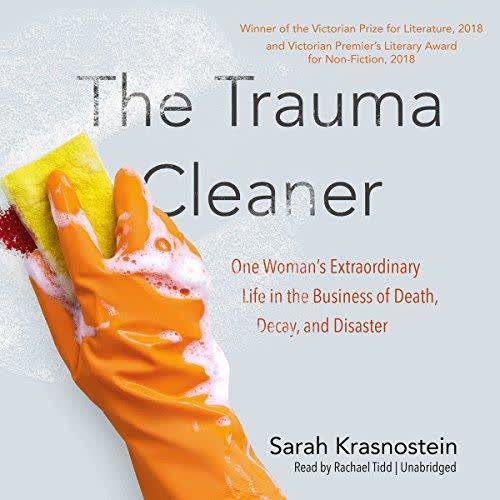 Winner of the Victorian Prize for Literature, 2018
and Victorian Premier's Literary Award
for Non-Fiction, 2018
The Trauma
Cleaner
One Woman's Extraordinary
Life in the Business of Death,
Decay, and Disaster
Sarah Krasnostein
Read by Rachael Tidd | Unabridged